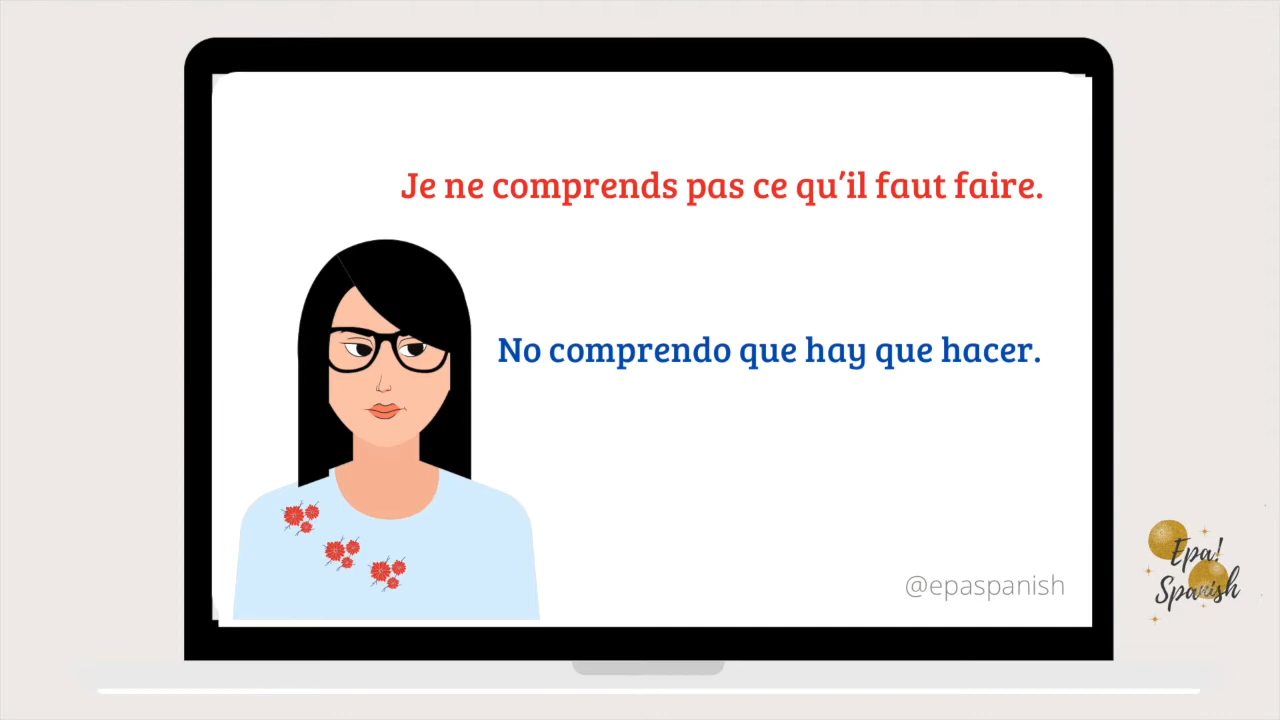 Je ne comprends pas ce qu’il faut faire.
No comprendo que hay que hacer.
@epaspanish
Epa!
Spanish